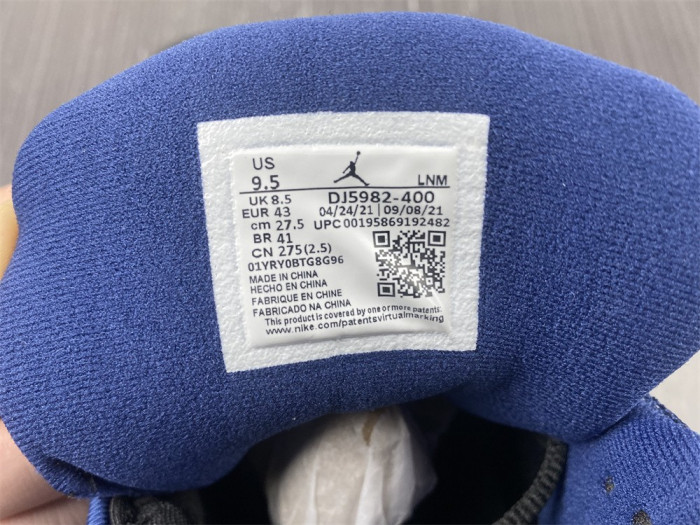 US
9.5 LNM
UK 8.5 DJ5982-400
EUR 43 04/24/21 | 09/08/21
cm 27.5 UPC 00195869192482
BR 41
CN 275(2.5)
01YRY0BTG8G96
MADE IN CHINA
HECHO EN CHINA
FABRIQUE EN CHINE
FABRICADO NA CHINA
This product is covered by one or more patents.
www.nike.com/patentsvirtualmarking